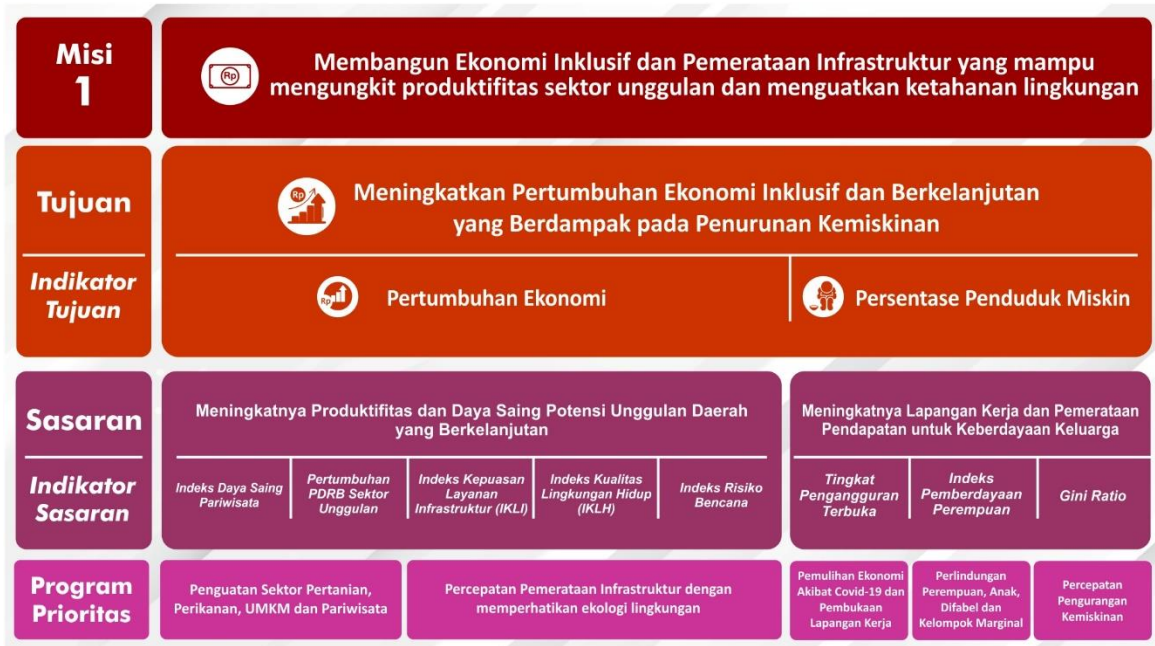 Misi
1
Rp
Membangun Ekonomi Inklusif dan Pemerataan Infrastruktur yang mampu
mengungkit produktifitas sektor unggulan dan menguatkan ketahanan lingkungan
Tujuan
Rp
Meningkatkan Pertumbuhan Ekonomi Inklusif dan Berkelanjutan
yang Berdampak pada Penurunan Kemiskinan
Indikator
Tujuan
Rp
Pertumbuhan Ekonomi
Persentase Penduduk Miskin
Sasaran
Meningkatnya Produktifitas dan Daya Saing Potensi Unggulan Daerah
yang Berkelanjutan
Meningkatnya Lapangan Kerja dan Pemerataan
Pendapatan untuk Keberdayaan Keluarga
Indikator
Sasaran
Indeks Daya Saing
Pariwisata
Pertumbuhan
PDRB Sektor
Unggulan
Indeks Kepuasan
Layanan
Infrastruktur (IKLI)
Indeks Kualitas
Lingkungan Hidup
(IKLH)
Indeks Risiko
Bencana
Tingkat
Pengangguran
Terbuka
Indeks
Pemberdayaan
Perempuan
Gini Ratio
Program
Prioritas
Penguatan Sektor Pertanian,
Perikanan, UMKM dan Pariwisata
Percepatan Pemerataan Infrastruktur dengan
memperhatikan ekologi lingkungan
Pemulihan Ekonomi
Akibat Covid-19 dan
Pembukaan
Lapangan Kerja
Perlindungan
Perempuan, Anak,
Difabel dan
Kelompok Marginal
Percepatan
Pengurangan
Kemiskinan